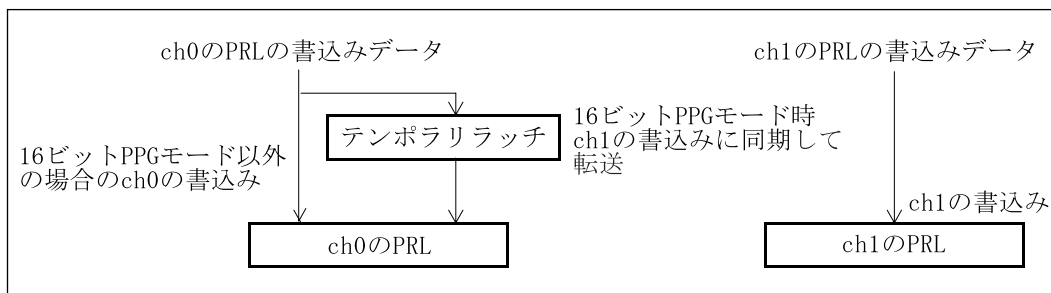 ch0のPRLの書込みデータ
ch1のPRLの書込みデータ
テンポラリラッチ
16ビットPPGモード時
ch1の書込みに同期して
転送
16ビットPPGモード以外
の場合のch0の書込み
ch1の書込み
ch0のPRL
ch1のPRL